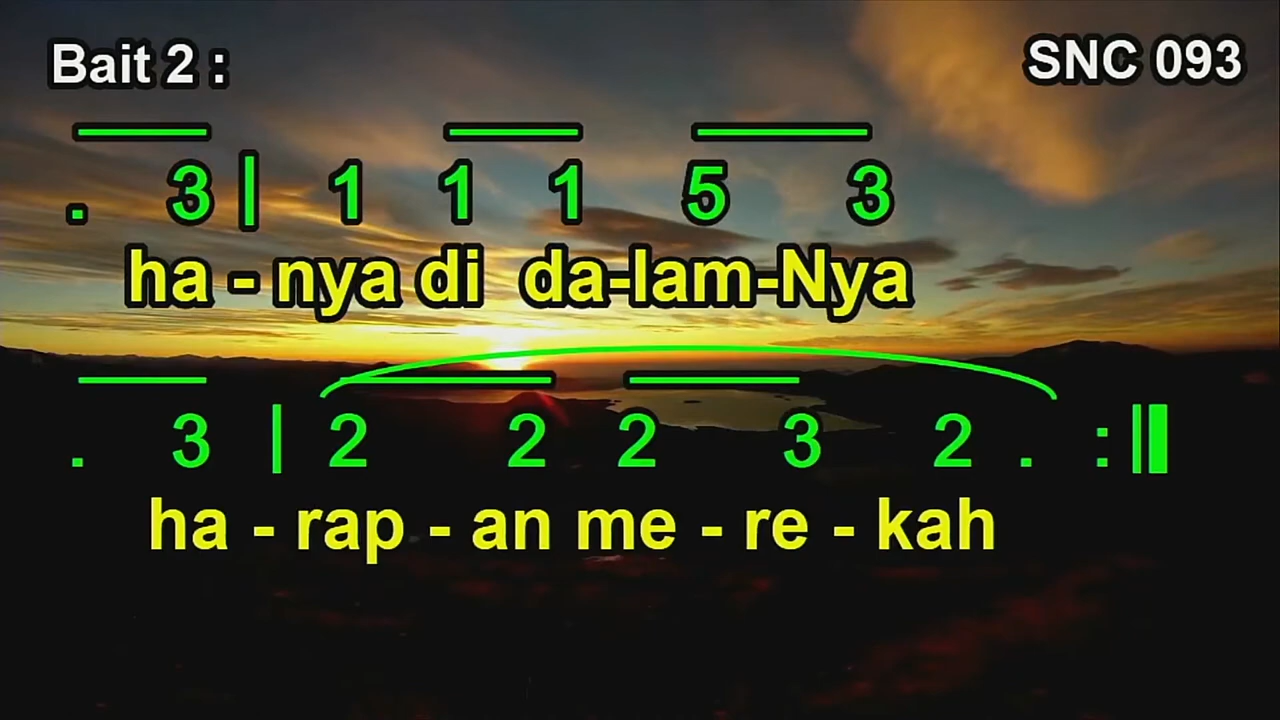 Bait 2 :
SNC 093
. 3 | 1 1 1 5 3
ha - nya di da-lam-Nya
. 3 | 2 2 2 3 2 . :||
ha - rap - an me - re - kah